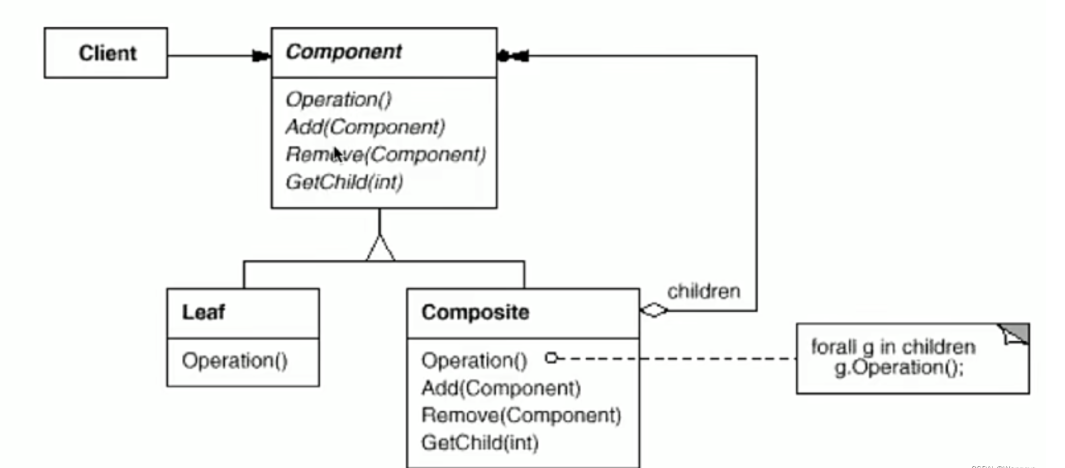 Client
Component
Operation()
Add(Component)
Remove(Component)
GetChild(int)
children
Leaf
Operation()
Composite
Operation()
Add(Component)
Remove(Component)
GetChild(int)
forall g in children
g.Operation();